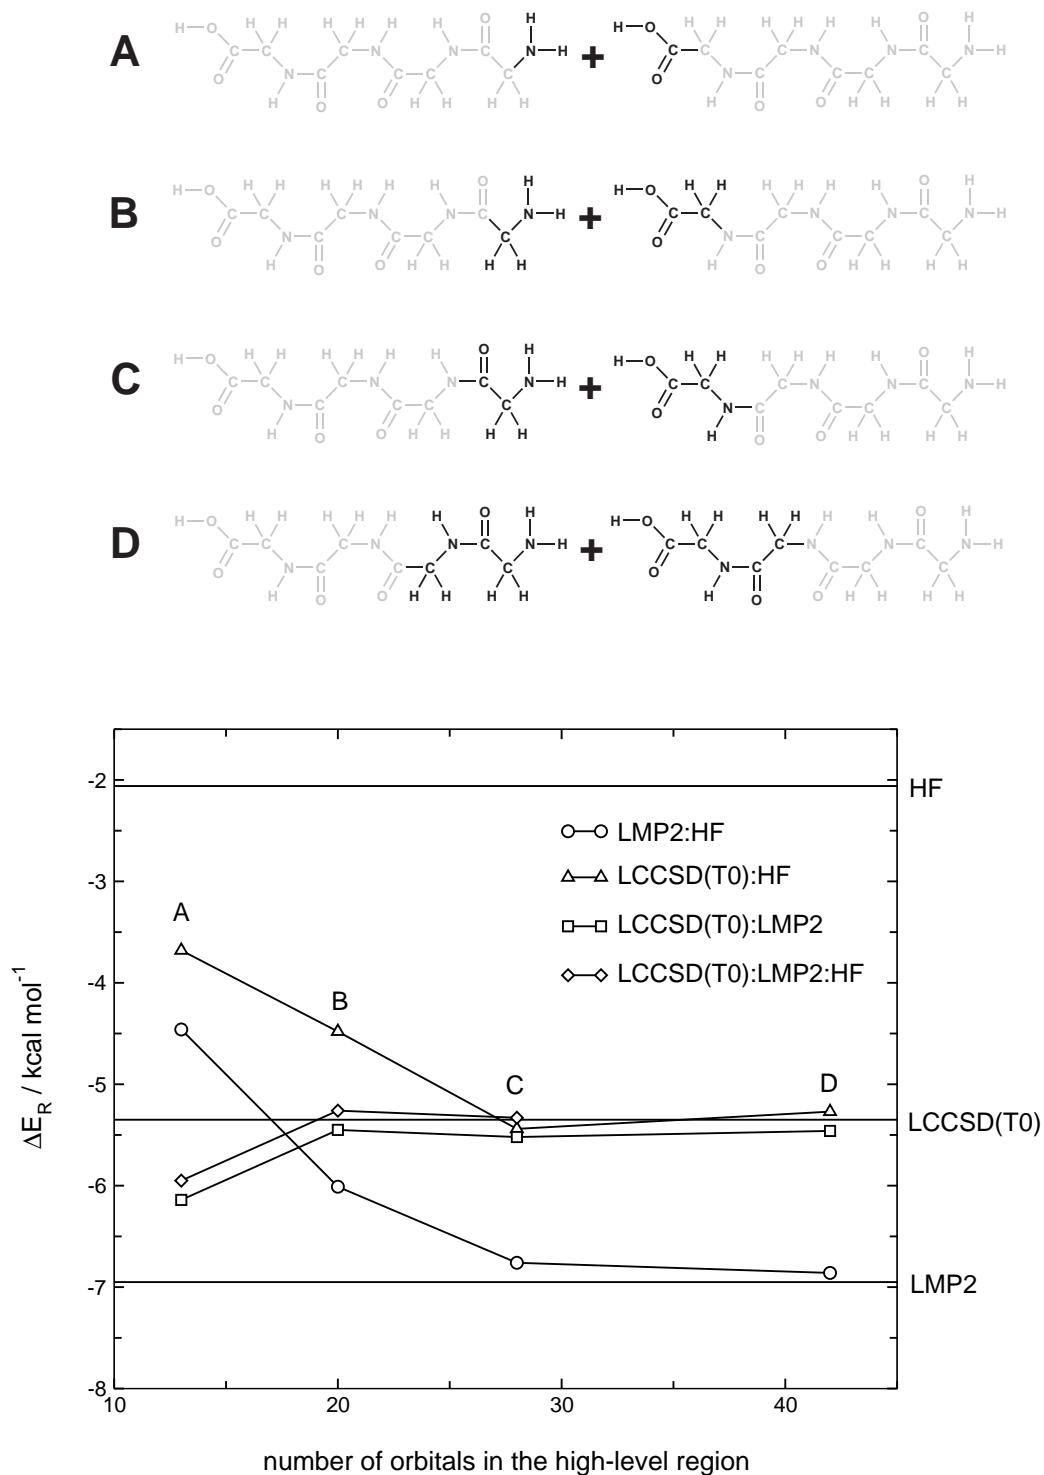 O H O H
H O H H H H H H H O H H H H H H
A C C C N N C N H + C C C N N C N H
O N C C C C O N C C C C
H O O H H H H H O O H H H H
O H O H
H O H H H H H H H O H H H H H H
B C C C N N C N H + C C C N N C N H
O N C C C C O N C C C C
H O O H H H H H O O H H H H
O H O H
H O H H H H H H H O H H H H H H
C C C C N N C N H + C C C N N C N H
O N C C C C O N C C C C
H O O H H H H H O O H H H H
O H O H
H O H H H H H H H O H H H H H H
D C C C N N C N H + C C C N N C N H
O N C C C C O N C C C C
H O O H H H H H O O H H H H
-2
HF
LMP2:HF
LCCSD(T0):HF
-3
A
LCCSD(T0):LMP2
LCCSD(T0):LMP2:HF
-4
B
-5
C
D
LCCSD(T0)
ΔE_R / kcal mol⁻¹
-6
-7
LMP2
-8
10 20 30 40
number of orbitals in the high-level region